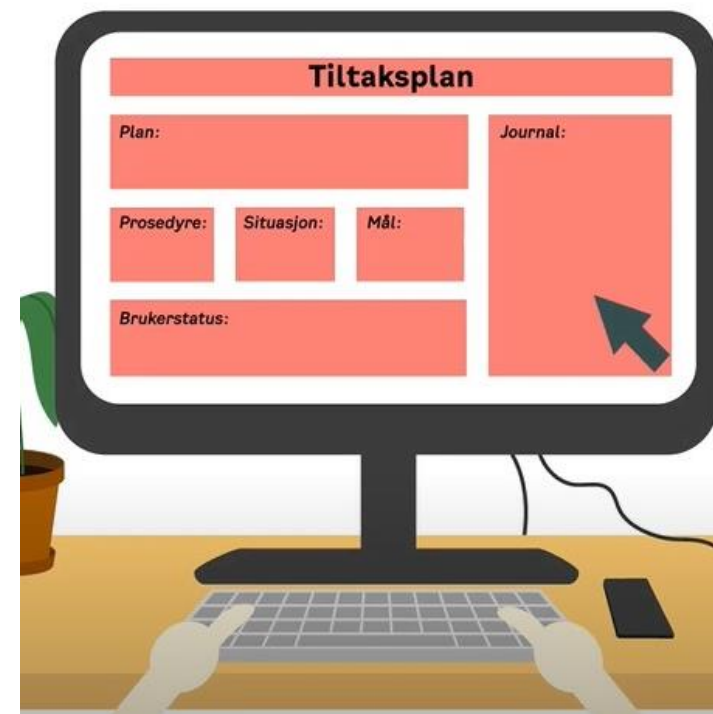 Tiltaksplan
Plan:
Journal:
Prosedyre:
Situasjon:
Mål:
Brukerstatus: